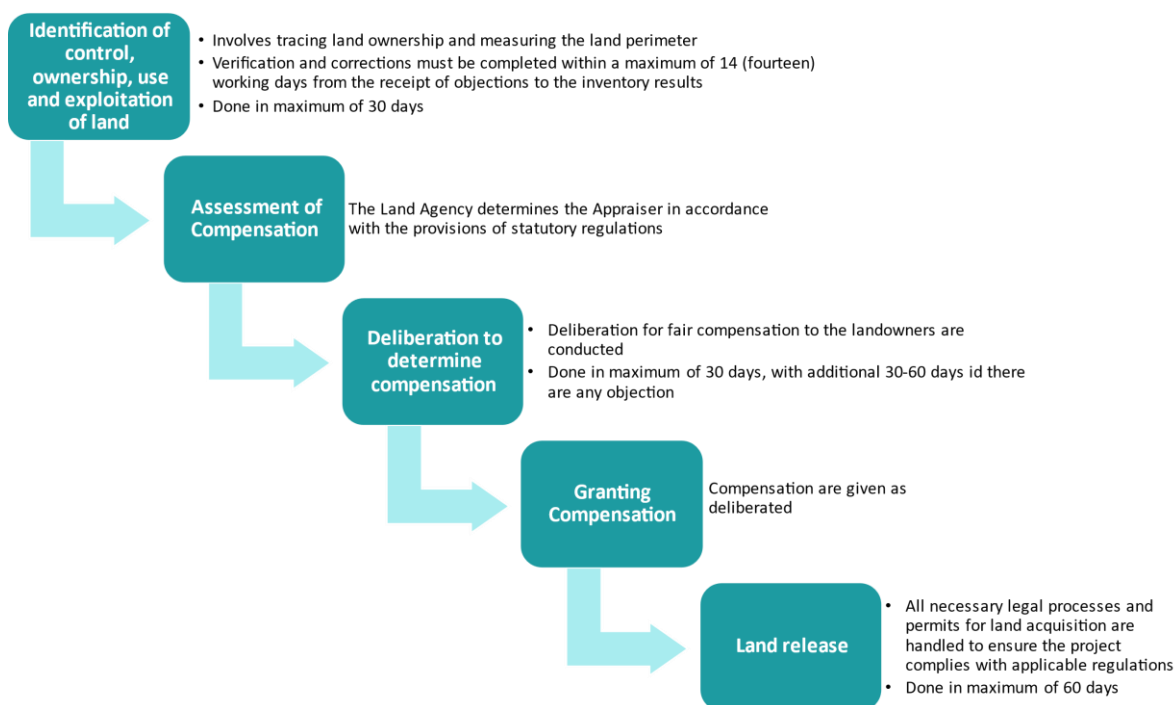 Identification of
control,
ownership, use
and exploitation
of land
• Involves tracing land ownership and measuring the land perimeter
• Verification and corrections must be completed within a maximum of 14 (fourteen)
working days from the receipt of objections to the inventory results
• Done in maximum of 30 days
Assessment of
Compensation
The Land Agency determines the Appraiser in accordance
with the provisions of statutory regulations
Deliberation to
determine
compensation
• Deliberation for fair compensation to the landowners are
conducted
• Done in maximum of 30 days, with additional 30-60 days id there
are any objection
Granting
Compensation
Compensation are given as
deliberated
Land release
• All necessary legal processes and
permits for land acquisition are
handled to ensure the project
complies with applicable regulations
• Done in maximum of 60 days